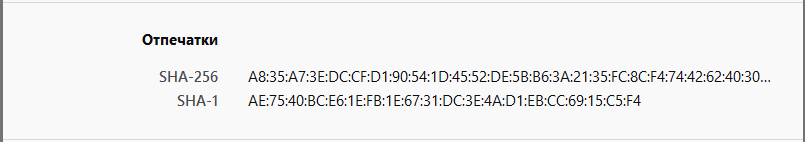 Отпечатки
SHA-256 A8:35:A7:3E:DC:CF:D1:90:54:1D:45:52:DE:5B:B6:3A:21:35:FC:8C:F4:74:42:62:40:30...
SHA-1 AE:75:40:BC:E6:1E:FB:1E:67:31:DC:3E:4A:D1:EB:CC:69:15:C5:F4